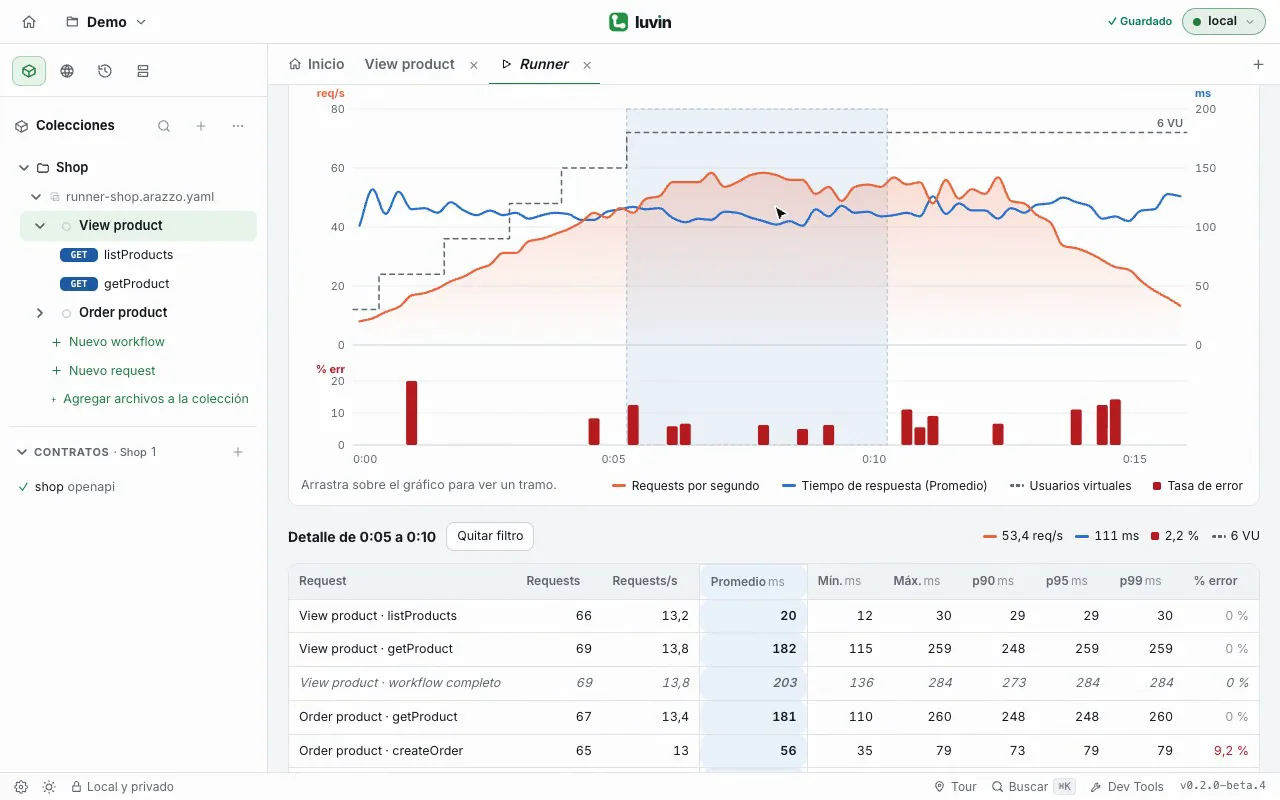 Demo
luvin
Guardado
local
Inicio
View product
Runner
Colecciones
Shop
runner-shop.arazzo.yaml
View product
GET listProducts
GET getProduct
Order product
+ Nuevo workflow
+ Nuevo request
+ Agregar archivos a la colección
CONTRATOS · Shop 1
shop openapi
req/s
ms
80
60
40
20
0
200
150
100
50
0
6 VU
% err
20
10
0
0:00 0:05 0:10 0:15
Arrastra sobre el gráfico para ver un tramo.
Requests por segundo Tiempo de respuesta (Promedio) Usuarios virtuales Tasa de error
Detalle de 0:05 a 0:10 Quitar filtro 53,4 req/s 111 ms 2,2 % 6 VU
Request Requests Requests/s Promedio ms Mín. ms Máx. ms p90 ms p95 ms p99 ms % error
View product · listProducts 66 13,2 20 12 30 29 29 30 0 %
View product · getProduct 69 13,8 182 115 259 248 259 259 0 %
View product · workflow completo 69 13,8 203 136 284 273 284 284 0 %
Order product · getProduct 67 13,4 181 110 260 248 248 260 0 %
Order product · createOrder 65 13 56 35 79 73 79 79 9,2 %
Local y privado
Tour
Buscar ⌘K
Dev Tools
v0.2.0-beta.4